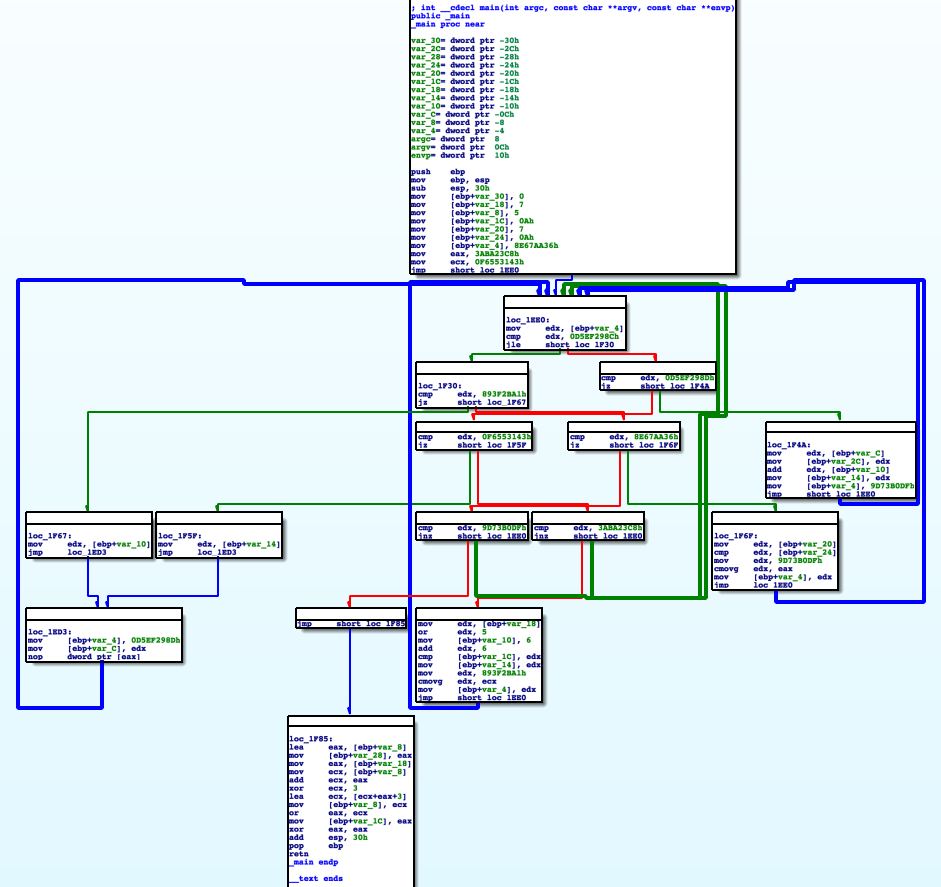 ; int __cdecl main(int argc, const char **argv, const char **envp)
public _main
_main proc near
var_30= dword ptr -30h
var_2C= dword ptr -2Ch
var_28= dword ptr -28h
var_24= dword ptr -24h
var_20= dword ptr -20h
var_1C= dword ptr -1Ch
var_18= dword ptr -18h
var_14= dword ptr -14h
var_10= dword ptr -10h
var_C= dword ptr -0Ch
var_8= dword ptr -8
var_4= dword ptr -4
argc= dword ptr 8
argv= dword ptr 0Ch
envp= dword ptr 10h
push ebp
mov ebp, esp
sub esp, 30h
mov [ebp+var_30], 0
mov [ebp+var_18], 7
mov [ebp+var_8], 5
mov [ebp+var_1C], 0Ah
mov [ebp+var_20], 7
mov [ebp+var_24], 0Ah
mov [ebp+var_4], 8E67AA36h
mov eax, 3ABA23C8h
mov ecx, 0F6553143h
jmp short loc_1EE0
loc_1EE0:
mov edx, [ebp+var_4]
cmp edx, 0D5EF298Ch
jle short loc_1F30
loc_1F30:
cmp edx, 893F2BA1h
jz short loc_1F67
cmp edx, 0D5EF298Dh
jz short loc_1F4A
cmp edx, 0F6553143h
jz short loc_1F5F
cmp edx, 8E67AA36h
jz short loc_1F6F
loc_1F4A:
mov edx, [ebp+var_C]
mov [ebp+var_2C], edx
add edx, [ebp+var_10]
mov [ebp+var_14], edx
mov [ebp+var_4], 9D73B0DFh
jmp short loc_1EE0
loc_1F67:
mov edx, [ebp+var_10]
jmp loc_1ED3
loc_1F5F:
mov edx, [ebp+var_14]
jmp loc_1ED3
cmp edx, 9D73B0DFh
jnz short loc_1EE0
cmp edx, 3ABA23C8h
jnz short loc_1EE0
loc_1F6F:
mov edx, [ebp+var_20]
cmp edx, [ebp+var_24]
mov edx, 9D73B0DFh
cmovg edx, eax
mov [ebp+var_4], edx
jmp loc_1EE0
loc_1ED3:
mov [ebp+var_4], 0D5EF298Dh
mov [ebp+var_C], edx
nop dword ptr [eax]
jmp short loc_1F85
mov edx, [ebp+var_18]
or edx, 5
mov [ebp+var_10], 6
add edx, 6
cmp [ebp+var_1C], edx
mov [ebp+var_14], edx
mov edx, 893F2BA1h
cmovg edx, ecx
mov [ebp+var_4], edx
jmp short loc_1EE0
loc_1F85:
lea eax, [ebp+var_8]
mov [ebp+var_28], eax
mov eax, [ebp+var_18]
mov ecx, [ebp+var_8]
add ecx, eax
xor ecx, 3
lea ecx, [ecx+eax+3]
mov [ebp+var_8], ecx
or eax, ecx
mov [ebp+var_1C], eax
xor eax, eax
add esp, 30h
pop ebp
retn
_main endp
__text ends